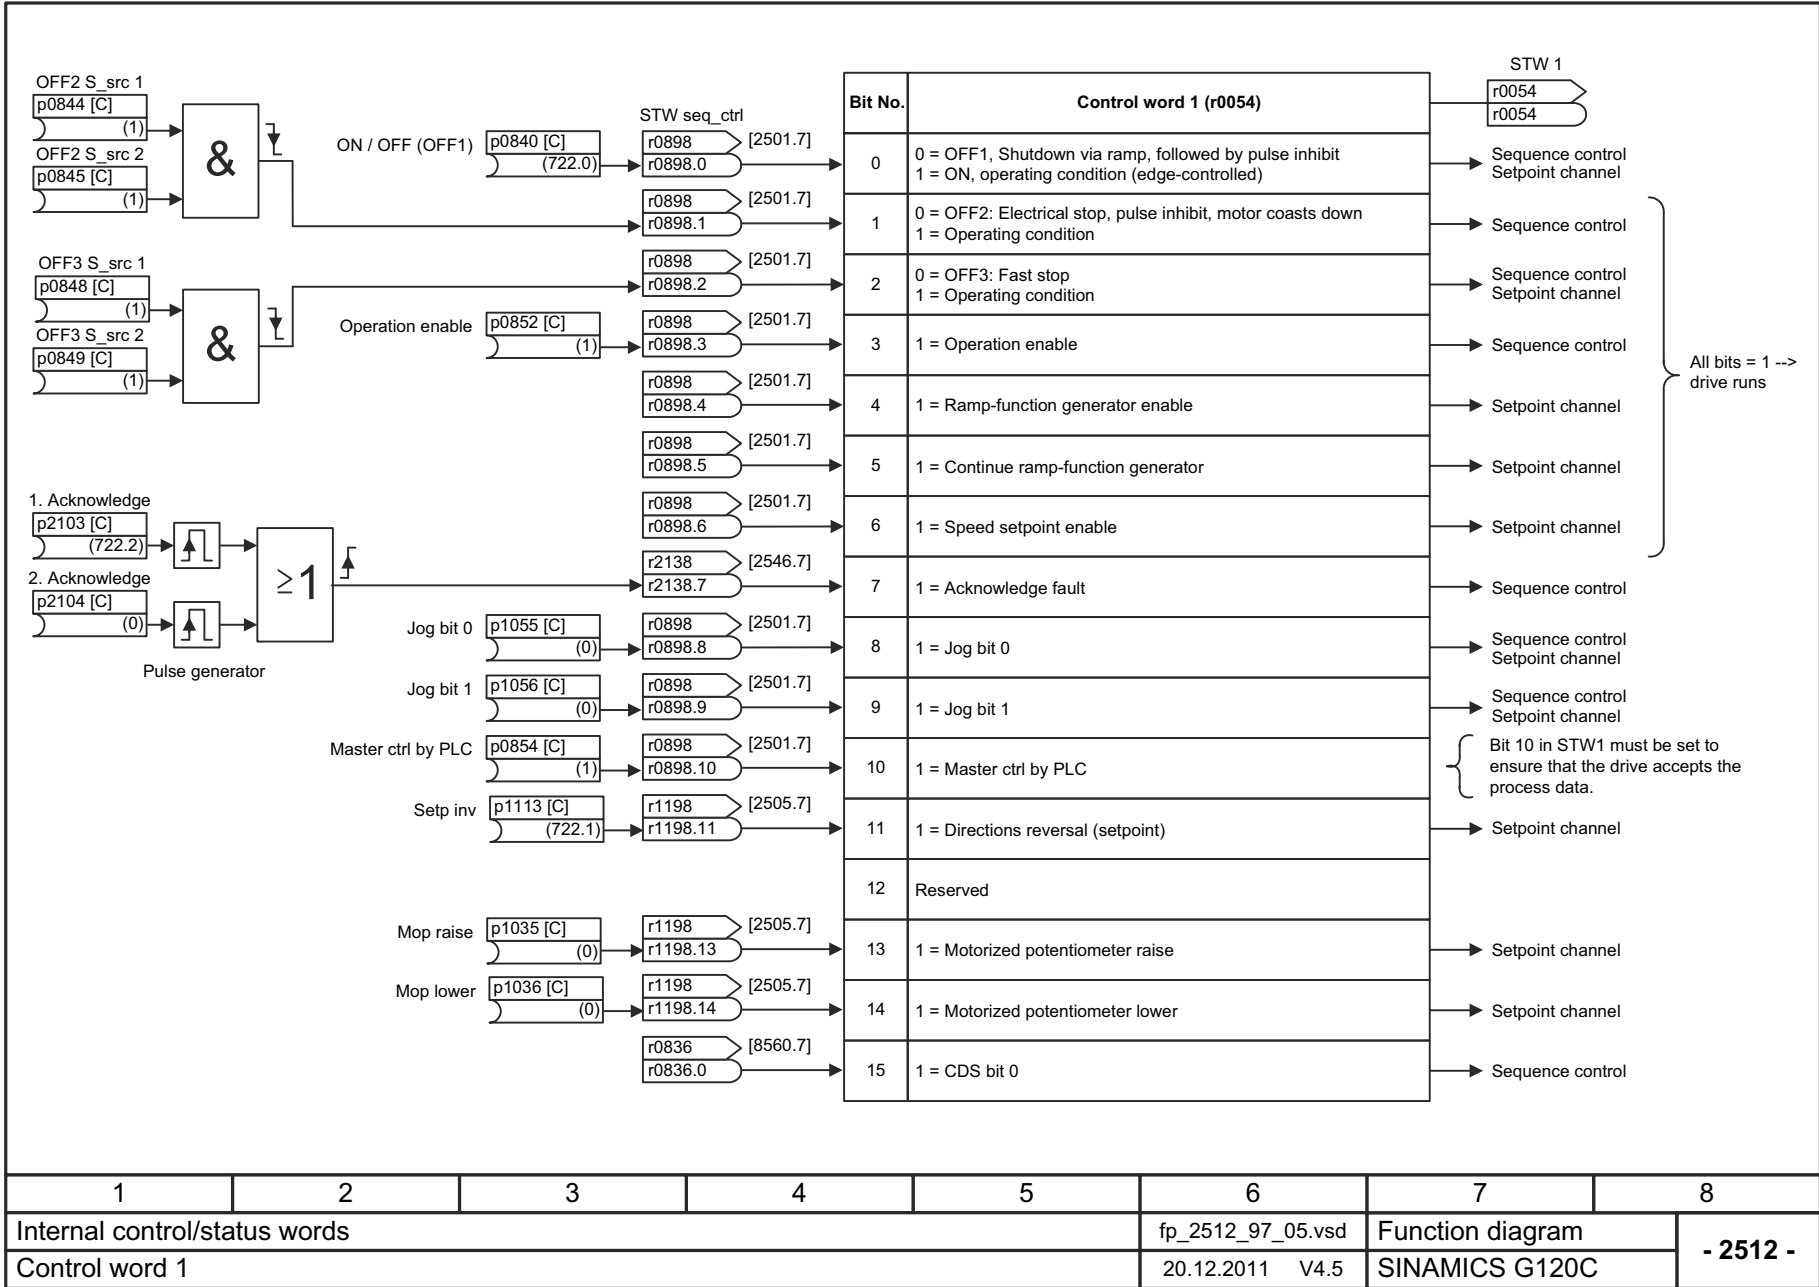 OFF2 S_src 1
p0844 [C]
(1)
OFF2 S_src 2
p0845 [C]
(1)
&
OFF3 S_src 1
p0848 [C]
(1)
OFF3 S_src 2
p0849 [C]
(1)
&
1. Acknowledge
p2103 [C]
(722.2)
2. Acknowledge
p2104 [C]
(0)
≥1
Pulse generator
ON / OFF (OFF1)
p0840 [C]
(722.0)
Operation enable
p0852 [C]
(1)
Jog bit 0
p1055 [C]
(0)
Jog bit 1
p1056 [C]
(0)
Master ctrl by PLC
p0854 [C]
(1)
Setp inv
p1113 [C]
(722.1)
Mop raise
p1035 [C]
(0)
Mop lower
p1036 [C]
(0)
STW seq_ctrl
r0898 [2501.7]
r0898.0
r0898 [2501.7]
r0898.1
r0898 [2501.7]
r0898.2
r0898 [2501.7]
r0898.3
r0898 [2501.7]
r0898.4
r0898 [2501.7]
r0898.5
r0898 [2501.7]
r0898.6
r2138 [2546.7]
r2138.7
r0898 [2501.7]
r0898.8
r0898 [2501.7]
r0898.9
r0898 [2501.7]
r0898.10
r1198 [2505.7]
r1198.11
r1198 [2505.7]
r1198.13
r1198 [2505.7]
r1198.14
r0836 [8560.7]
r0836.0
Bit No. Control word 1 (r0054)
0 0 = OFF1, Shutdown via ramp, followed by pulse inhibit
1 = ON, operating condition (edge-controlled)
1 0 = OFF2: Electrical stop, pulse inhibit, motor coasts down
1 = Operating condition
2 0 = OFF3: Fast stop
1 = Operating condition
3 1 = Operation enable
4 1 = Ramp-function generator enable
5 1 = Continue ramp-function generator
6 1 = Speed setpoint enable
7 1 = Acknowledge fault
8 1 = Jog bit 0
9 1 = Jog bit 1
10 1 = Master ctrl by PLC
11 1 = Directions reversal (setpoint)
12 Reserved
13 1 = Motorized potentiometer raise
14 1 = Motorized potentiometer lower
15 1 = CDS bit 0
STW 1
r0054
r0054
Sequence control
Setpoint channel
Sequence control
Sequence control
Setpoint channel
Sequence control
Setpoint channel
Setpoint channel
Setpoint channel
Sequence control
Sequence control
Setpoint channel
Sequence control
Setpoint channel
Bit 10 in STW1 must be set to
ensure that the drive accepts the
process data.
Setpoint channel
Setpoint channel
Setpoint channel
Sequence control
All bits = 1 -->
drive runs
1 2 3 4 5 6 7 8
Internal control/status words
Control word 1
fp_2512_97_05.vsd
20.12.2011 V4.5
Function diagram
SINAMICS G120C
- 2512 -